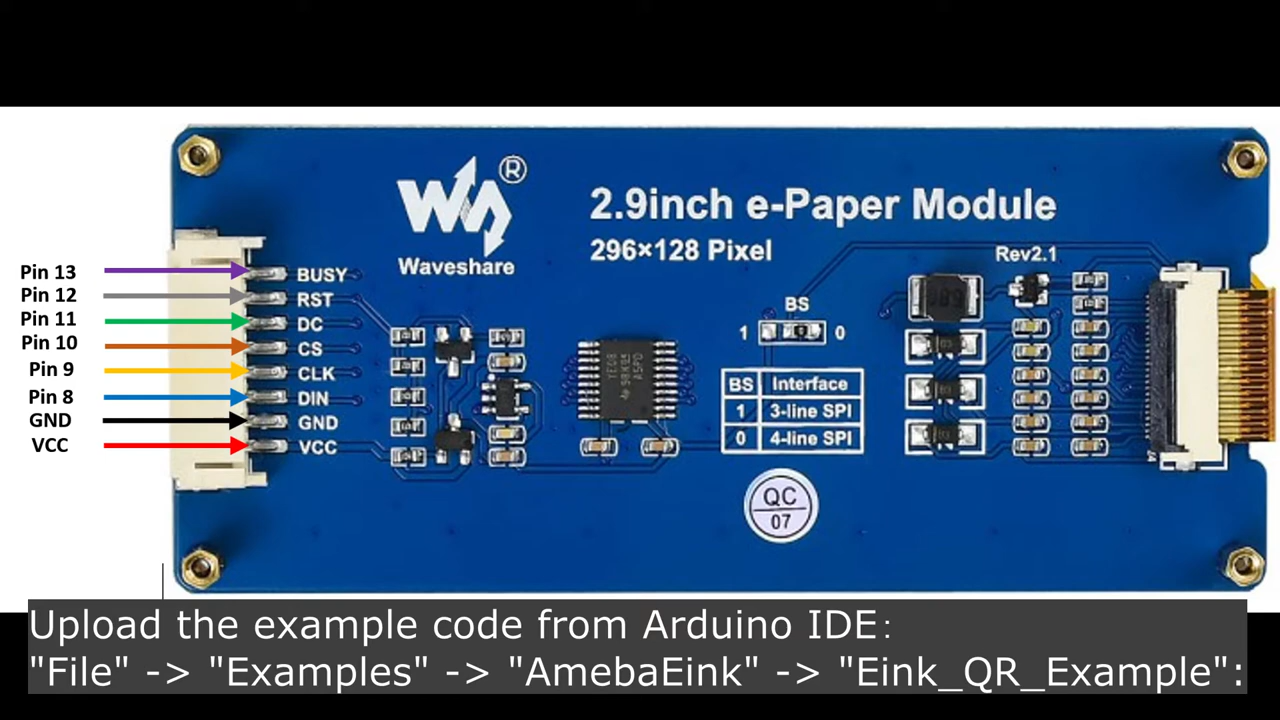 WA ®
Waveshare
2.9inch e-Paper Module
296×128 Pixel
Rev2.1
Pin 13 BUSY
Pin 12 RST
Pin 11 DC
Pin 10 CS
Pin 9 CLK
Pin 8 DIN
GND GND
VCC VCC
BS
1 0
BS Interface
1 3-line SPI
0 4-line SPI
QC
07
Upload the example code from Arduino IDE:
"File" -> "Examples" -> "AmebaEink" -> "Eink_QR_Example":